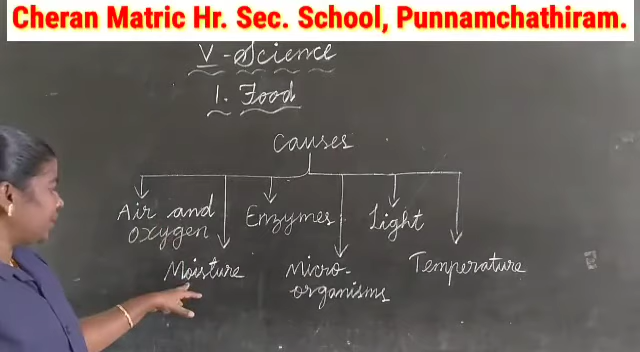 Cheran Matric Hr. Sec. School, Punnamchathiram.
V - Science
1. Food
Causes
Air and
oxygen
Moisture
Enzymes
Micro-
organisms
Light
Temperature